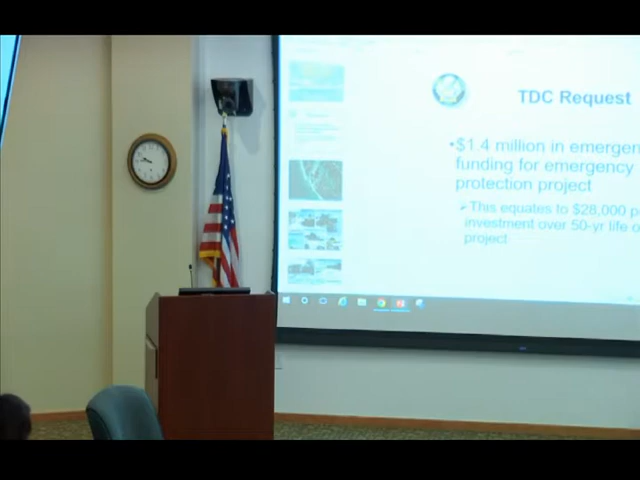 TDC Request
•$1.4 million in emergen
funding for emergency
protection project
➢This equates to $28,000 p
investment over 50-yr life o
project